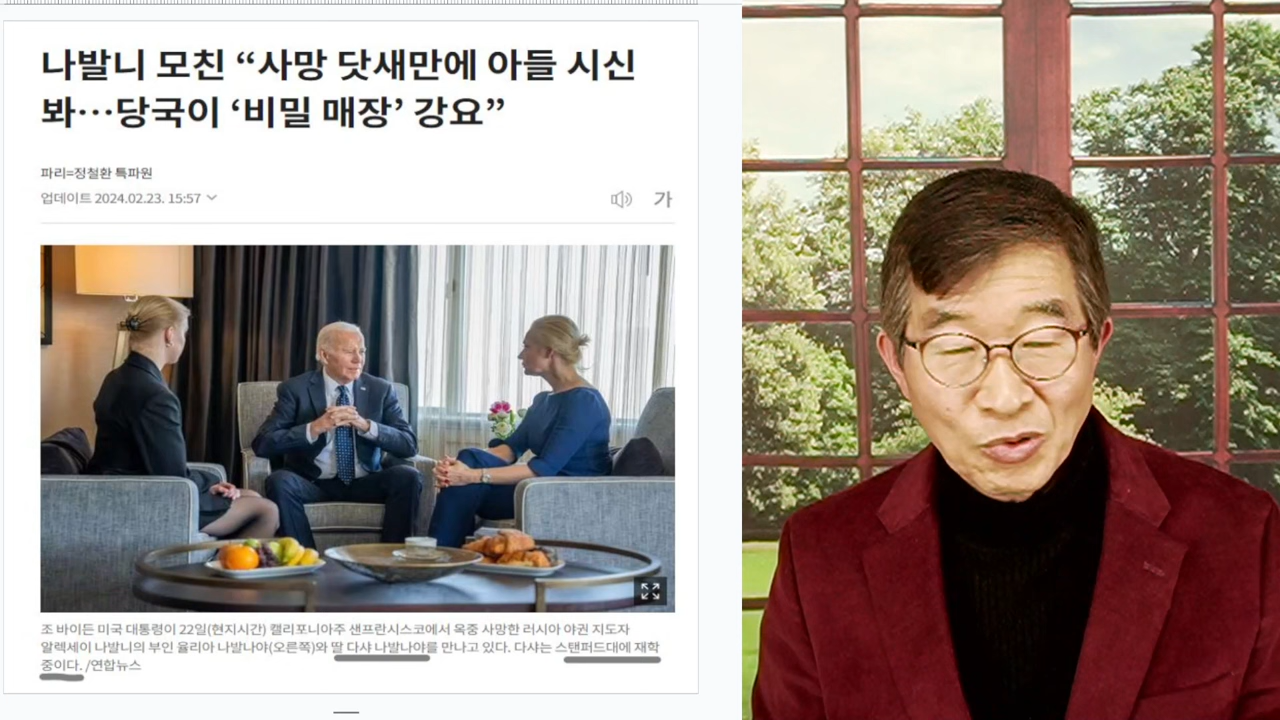 나발니 모친 “사망 닷새만에 아들 시신
봐…당국이 ‘비밀 매장’ 강요”
파리=정철환 특파원
업데이트 2024.02.23. 15:57
가
조 바이든 미국 대통령이 22일(현지시간) 캘리포니아주 샌프란시스코에서 옥중 사망한 러시아 야권 지도자
알렉세이 나발니의 부인 율리아 나발나야(오른쪽)와 딸 다샤 나발나야를 만나고 있다. 다샤는 스탠퍼드대에 재학
중이다. /연합뉴스